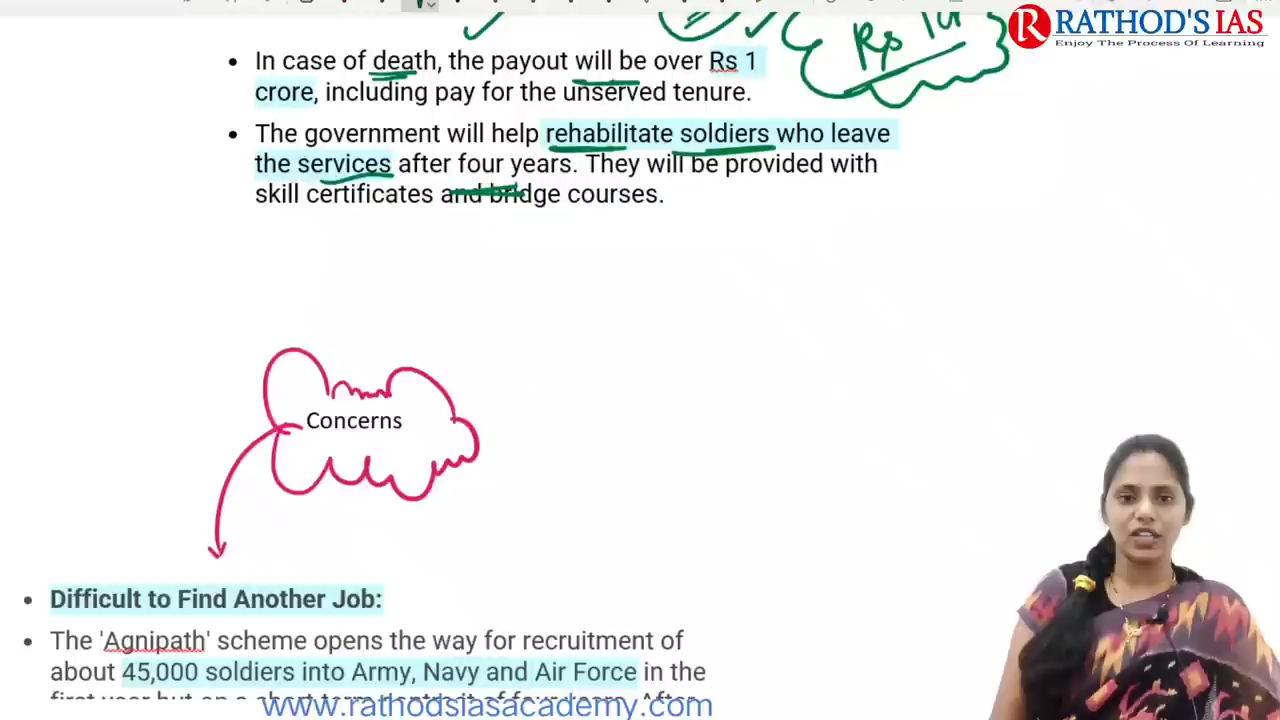 RATHOD'S IAS
Enjoy The Process Of Learning
Rs
In case of death, the payout will be over Rs 1
crore, including pay for the unserved tenure.
The government will help rehabilitate soldiers who leave
the services after four years. They will be provided with
skill certificates and bridge courses.
Concerns
Difficult to Find Another Job:
The 'Agnipath' scheme opens the way for recruitment of
about 45,000 soldiers into Army, Navy and Air Force in the
www.rathodsiasacademy.com